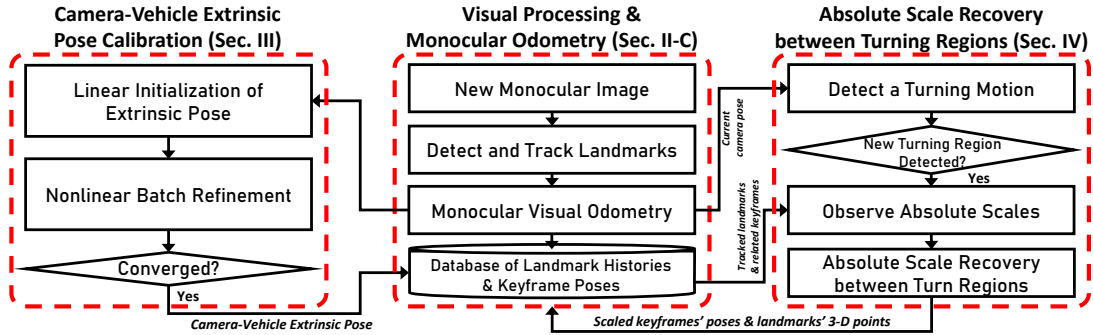 Camera-Vehicle Extrinsic
Pose Calibration (Sec. III)
Linear Initialization of
Extrinsic Pose
Nonlinear Batch Refinement
Converged?
Yes
Camera-Vehicle Extrinsic Pose
Visual Processing &
Monocular Odometry (Sec. II-C)
New Monocular Image
Detect and Track Landmarks
Monocular Visual Odometry
Database of Landmark Histories
& Keyframe Poses
Current
camera pose
Tracked landmarks
& related keyframes
Absolute Scale Recovery
between Turning Regions (Sec. IV)
Detect a Turning Motion
New Turning Region
Detected?
Yes
Observe Absolute Scales
Absolute Scale Recovery
between Turn Regions
Scaled keyframes' poses & landmarks' 3-D points